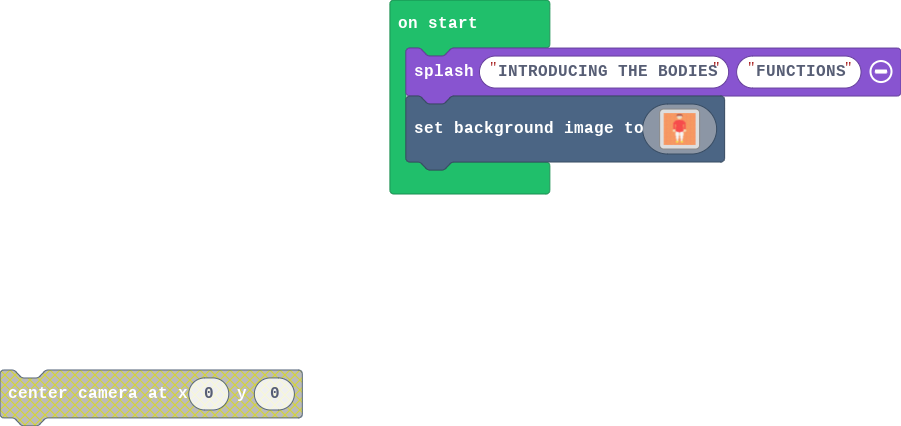 on start
splash "INTRODUCING THE BODIES" "FUNCTIONS"
set background image to
center camera at x 0 y 0